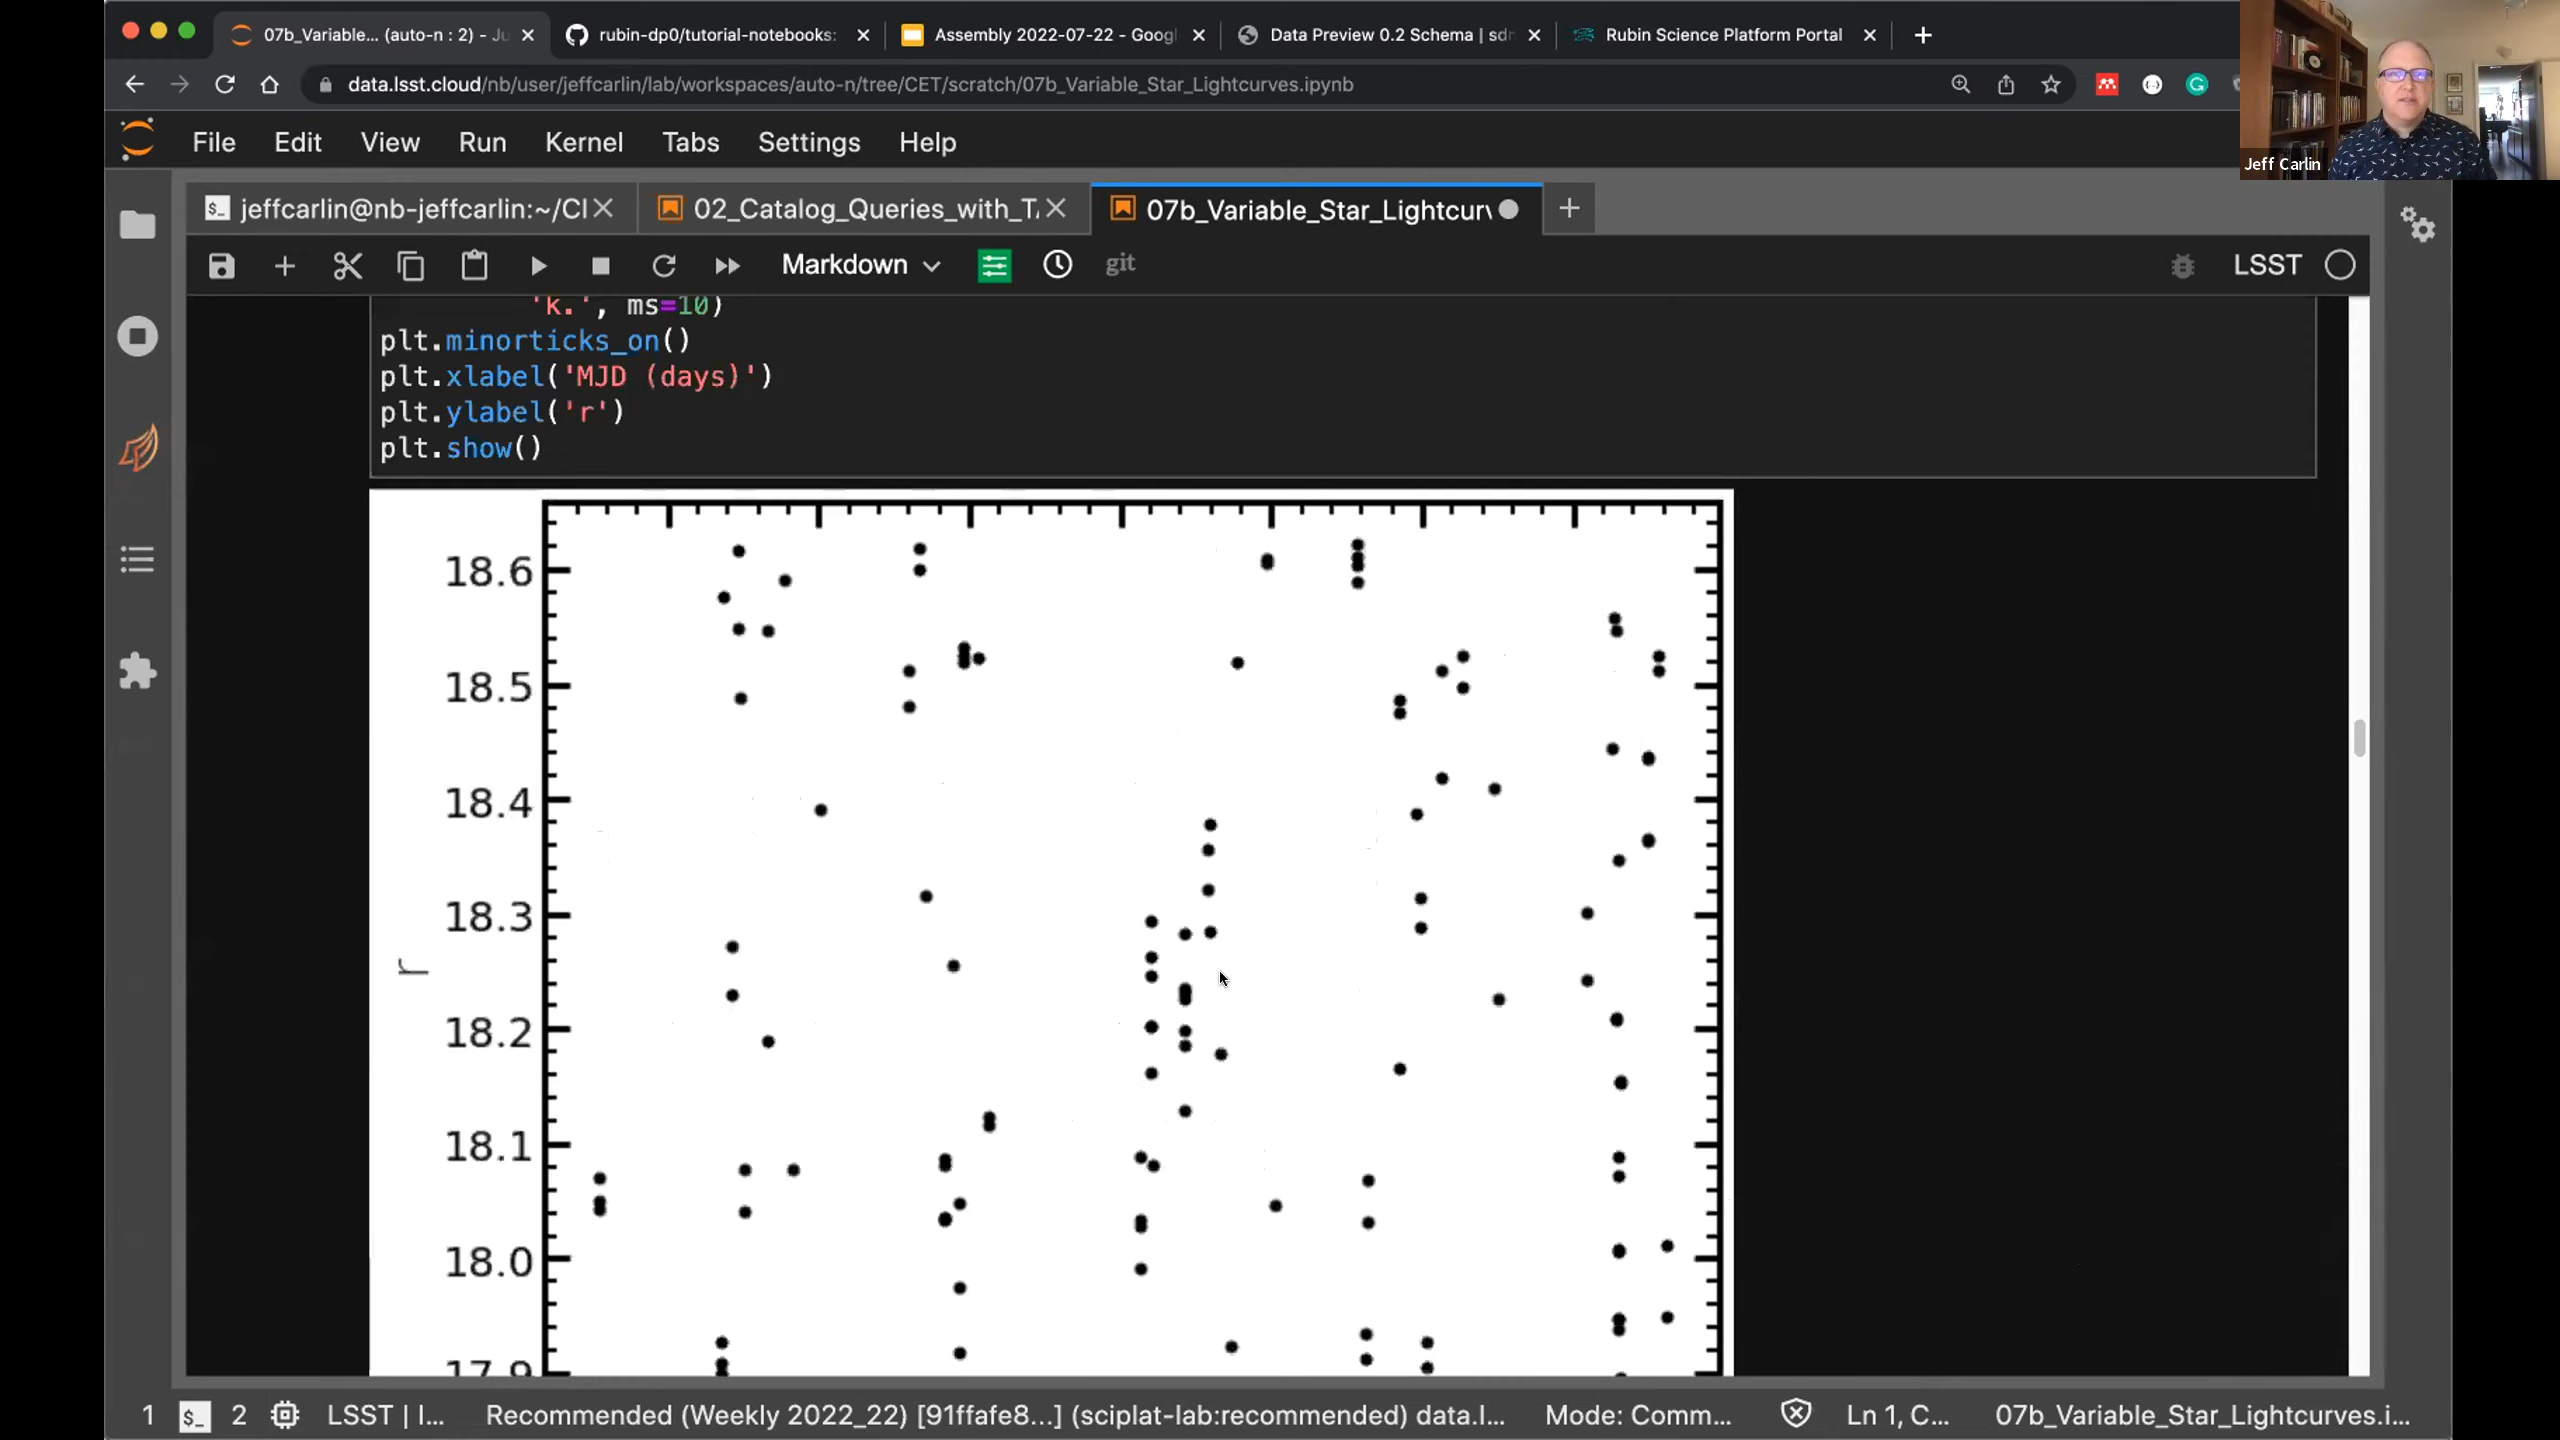 07b_Variable... (auto-n : 2) - Ju
rubin-dp0/tutorial-notebooks:
Assembly 2022-07-22 - Googl
Data Preview 0.2 Schema | sdr
Rubin Science Platform Portal
data.lsst.cloud/nb/user/jeffcarlin/lab/workspaces/auto-n/tree/CET/scratch/07b_Variable_Star_Lightcurves.ipynb
Jeff Carlin
File Edit View Run Kernel Tabs Settings Help
jeffcarlin@nb-jeffcarlin:~/Cl
02_Catalog_Queries_with_T
07b_Variable_Star_Lightcurv
Markdown
git
LSST
'k.', ms=10)
plt.minorticks_on()
plt.xlabel('MJD (days)')
plt.ylabel('r')
plt.show()
18.6
18.5
18.4
18.3
r
18.2
18.1
18.0
17.9
1 $_ 2 LSST | I... Recommended (Weekly 2022_22) [91ffafe8...] (sciplat-lab:recommended) data.l... Mode: Comm... Ln 1, C... 07b_Variable_Star_Lightcurves.i...